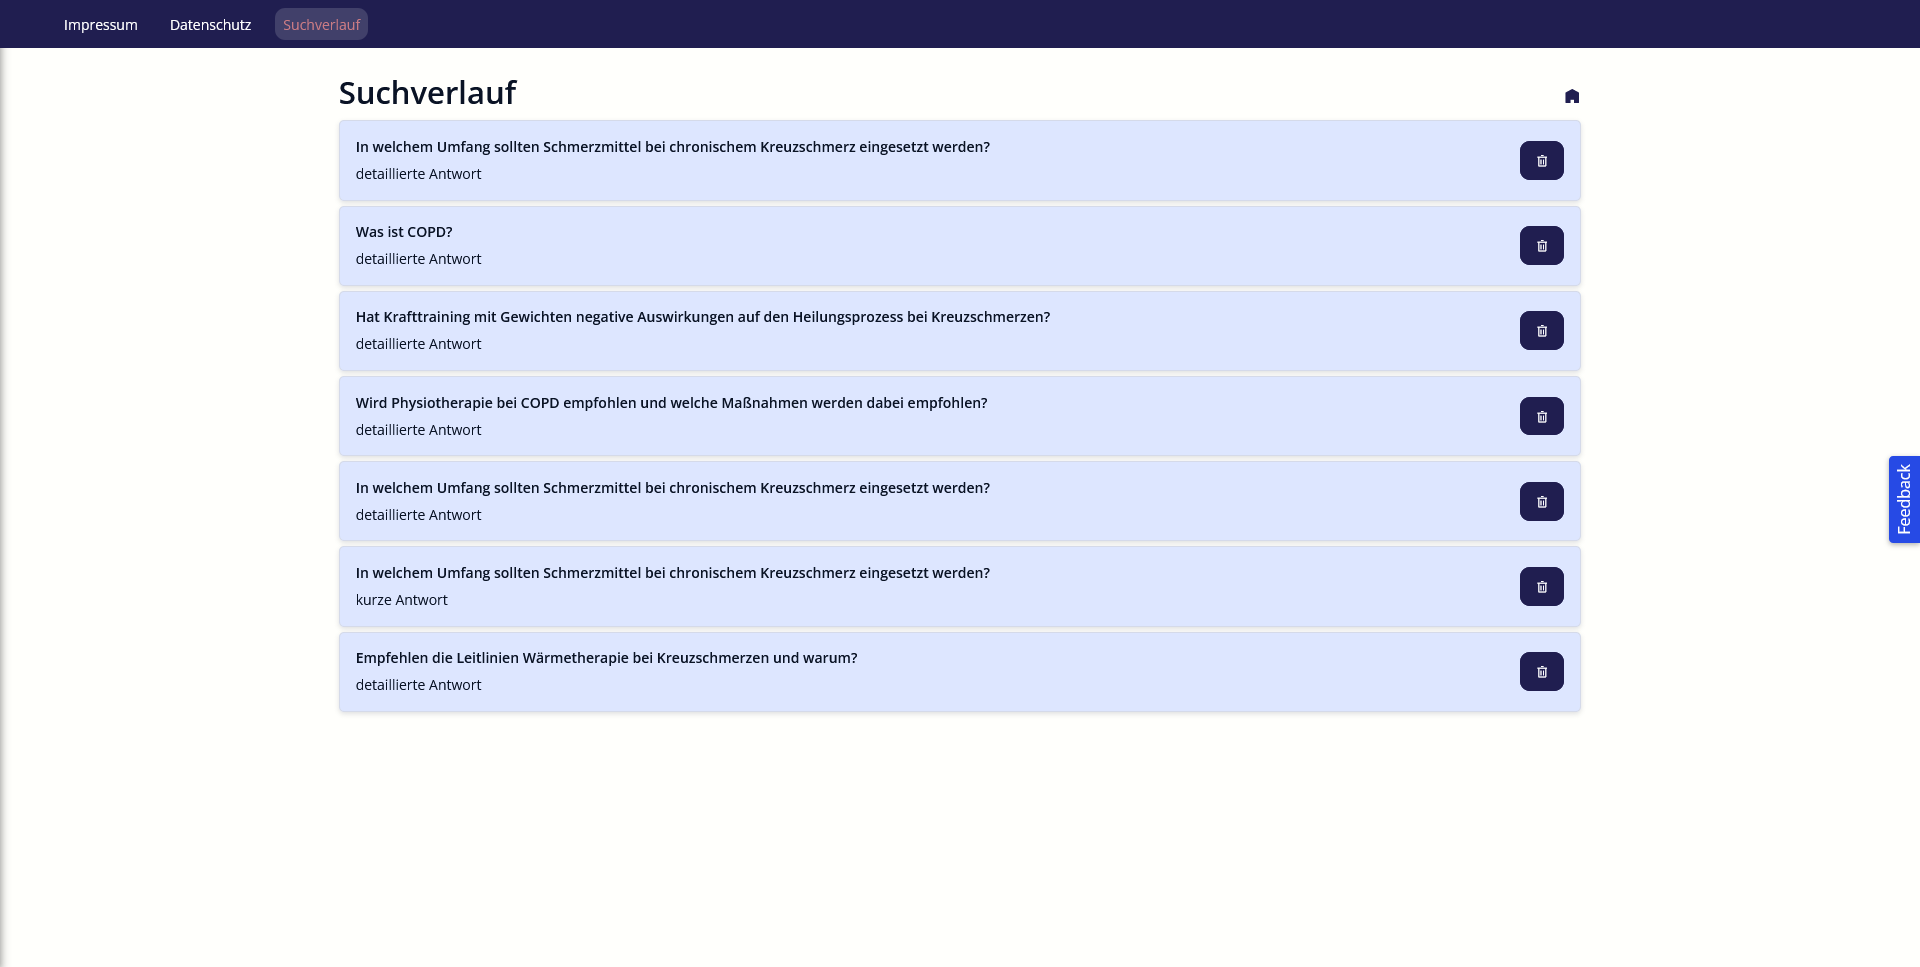 Impressum
Datenschutz
Suchverlauf
Suchverlauf
In welchem Umfang sollten Schmerzmittel bei chronischem Kreuzschmerz eingesetzt werden?
detaillierte Antwort
Was ist COPD?
detaillierte Antwort
Hat Krafttraining mit Gewichten negative Auswirkungen auf den Heilungsprozess bei Kreuzschmerzen?
detaillierte Antwort
Wird Physiotherapie bei COPD empfohlen und welche Maßnahmen werden dabei empfohlen?
detaillierte Antwort
In welchem Umfang sollten Schmerzmittel bei chronischem Kreuzschmerz eingesetzt werden?
detaillierte Antwort
In welchem Umfang sollten Schmerzmittel bei chronischem Kreuzschmerz eingesetzt werden?
kurze Antwort
Empfehlen die Leitlinien Wärmetherapie bei Kreuzschmerzen und warum?
detaillierte Antwort
Feedback